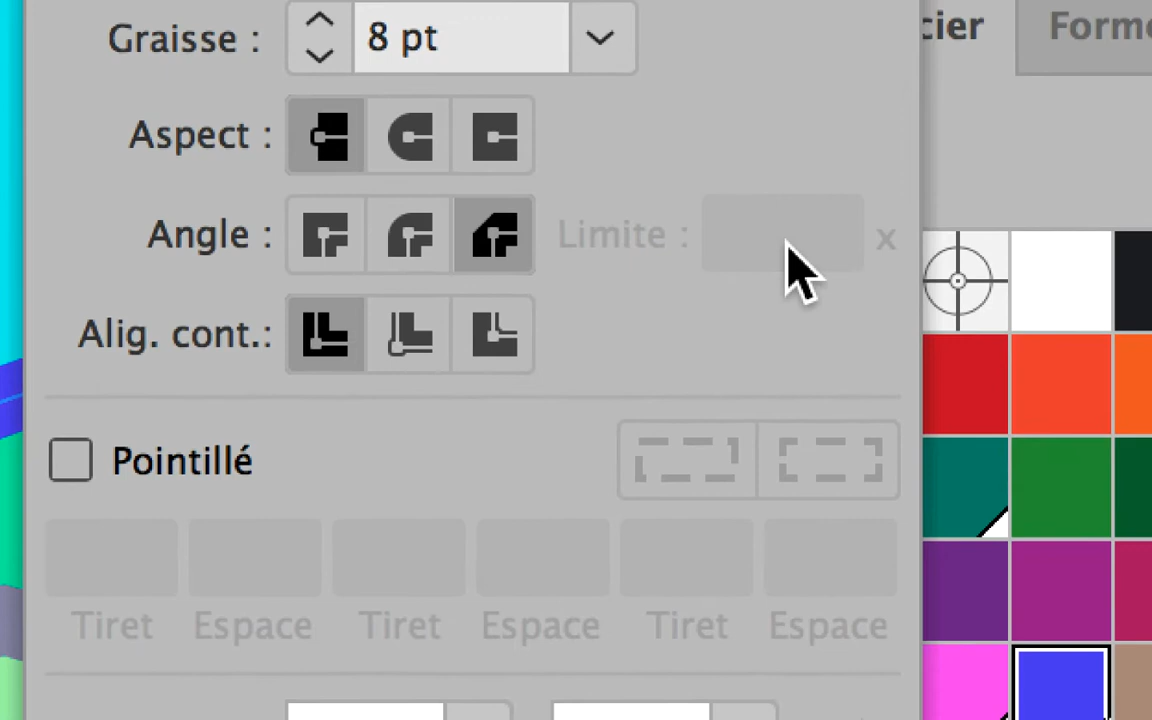 Graisse : 8 pt
Aspect :
Angle : Limite : x
Alig. cont.:
Pointillé
Tiret Espace Tiret Espace Tiret Espace
cier Forme